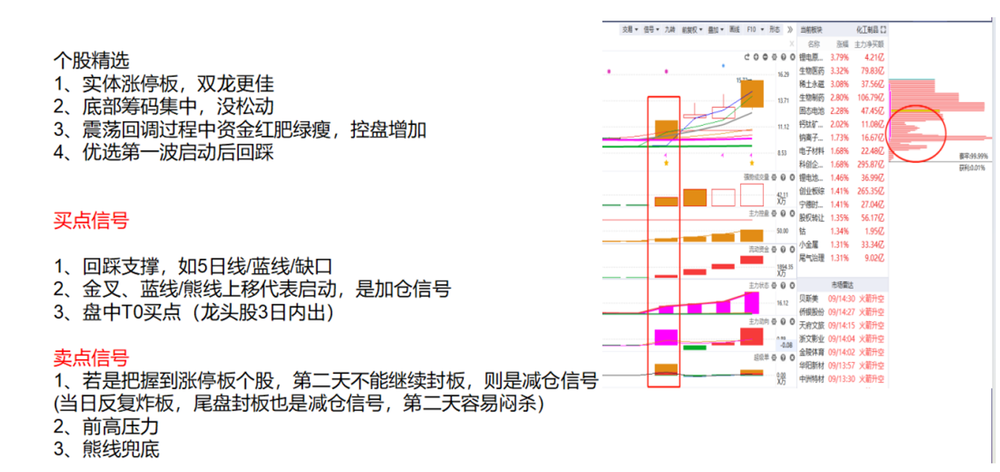 个股精选
1、实体涨停板，双龙更佳
2、底部筹码集中，没松动
3、震荡回调过程中资金红肥绿瘦，控盘增加
4、优选第一波启动后回踩
买点信号
1、回踩支撑，如5日线/蓝线/缺口
2、金叉、蓝线/熊线上移代表启动，是加仓信号
3、盘中T0买点（龙头股3日内出）
卖点信号
1、若是把握到涨停板个股，第二天不能继续封板，则是减仓信号
(当日反复炸板，尾盘封板也是减仓信号，第二天容易闷杀）
2、前高压力
3、熊线兜底
交易 信号 九转 前复权 叠加 画线 F10 形态
16.29
13.71
11.12
8.53
强势成交量
42.11
X万
主力控盘
50.00
流动资金
1894.35
X万
主力状态
16.12
主力动向
-0.08
超级单
0.00
X万
当前板块 化工制品
名称 涨幅 主力净买额
锂电原... 3.79% 4.21亿
生物医药 3.32% 79.83亿
稀土永磁 3.08% 37.56亿
生物制药 2.80% 106.79亿
固态电池 2.28% 47.45亿
钙钛矿... 2.02% 11.08亿
钠离子... 1.73% 16.67亿
电子材料 1.68% 22.48亿
科创企... 1.68% 295.87亿
锂电池... 1.46% 36.99亿
创业板综 1.41% 265.35亿
宁德时... 1.41% 27.04亿
股权转让 1.35% 56.17亿
钴 1.34% 1.95亿
小金属 1.31% 33.34亿
尾气治理 1.31% 9.02亿
市场雷达
贝斯美 09/14:30 火箭升空
侨银股份 09/14:27 火箭升空
天府文旅 09/14:15 火箭升空
浙文影业 09/14:04 火箭升空
金陵体育 09/14:02 火箭升空
华阳新材 09/13:57 火箭升空
中洲特材 09/13:30 火箭升空
套牢:99.99%
获利:0.01%